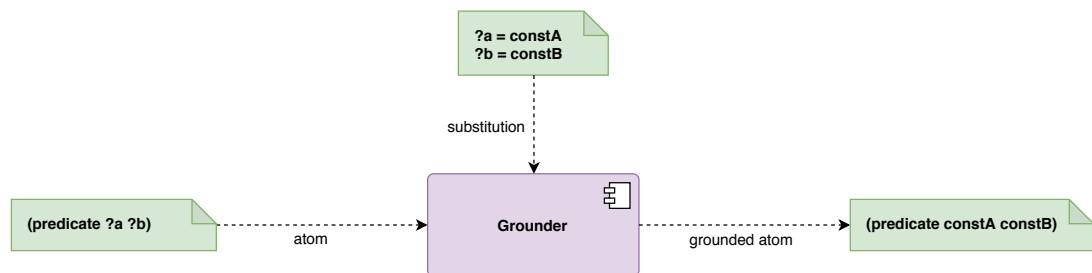 ?a = constA
?b = constB
substitution
(predicate ?a ?b)
atom
Grounder
grounded atom
(predicate constA constB)